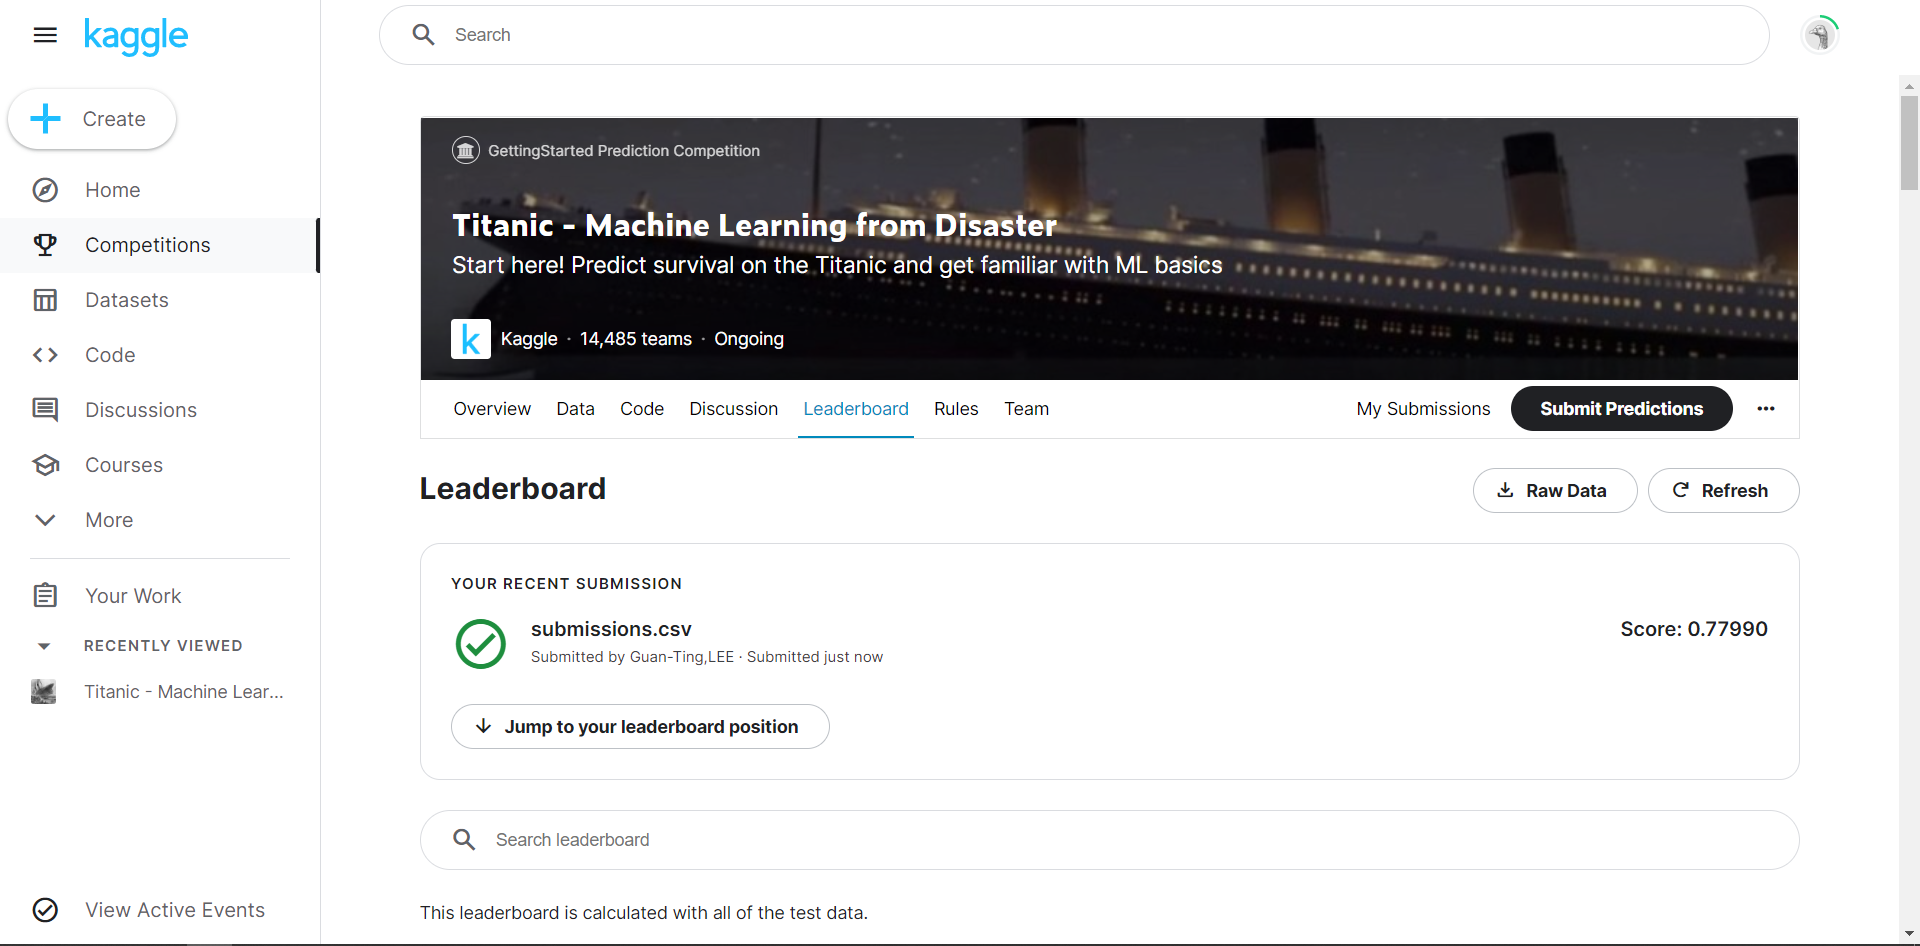 kaggle
Search
Create
Home
Competitions
Datasets
Code
Discussions
Courses
More
Your Work
RECENTLY VIEWED
Titanic - Machine Lear...
View Active Events
GettingStarted Prediction Competition
Titanic - Machine Learning from Disaster
Start here! Predict survival on the Titanic and get familiar with ML basics
k Kaggle · 14,485 teams · Ongoing
Overview Data Code Discussion Leaderboard Rules Team My Submissions Submit Predictions
Leaderboard Raw Data Refresh
YOUR RECENT SUBMISSION
submissions.csv Score: 0.77990
Submitted by Guan-Ting,LEE · Submitted just now
Jump to your leaderboard position
Search leaderboard
This leaderboard is calculated with all of the test data.